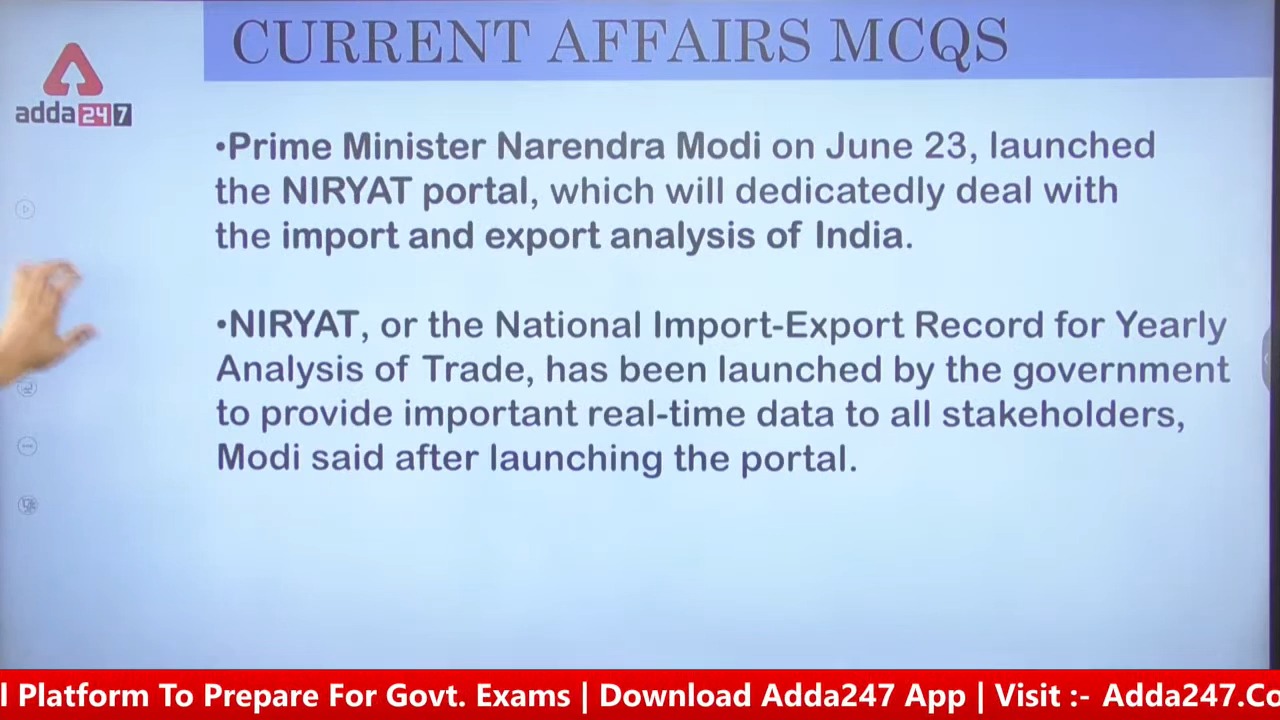 CURRENT AFFAIRS MCQS
adda247
•Prime Minister Narendra Modi on June 23, launched
the NIRYAT portal, which will dedicatedly deal with
the import and export analysis of India.
•NIRYAT, or the National Import-Export Record for Yearly
Analysis of Trade, has been launched by the government
to provide important real-time data to all stakeholders,
Modi said after launching the portal.
l Platform To Prepare For Govt. Exams | Download Adda247 App | Visit :- Adda247.Co